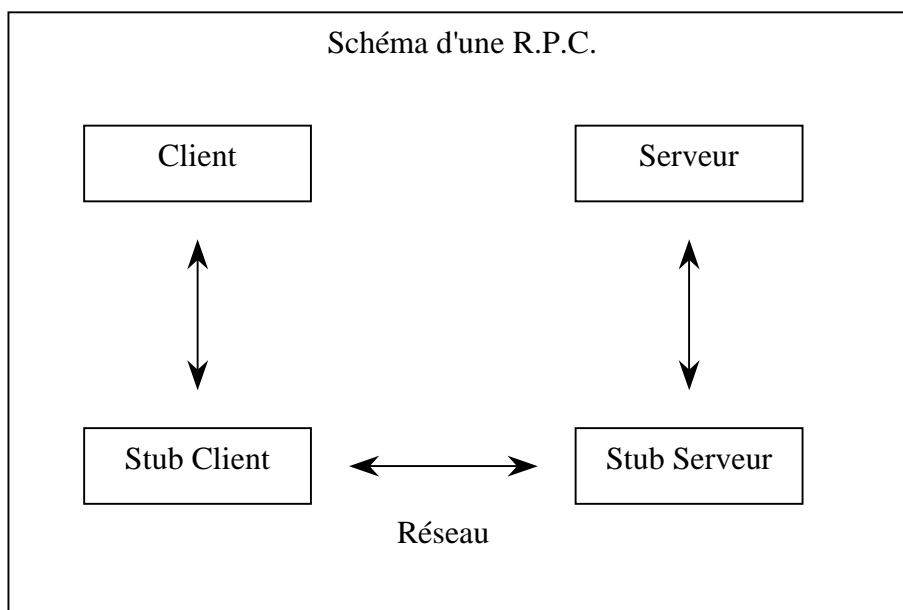 Schéma d'une R.P.C.
Client
Serveur
Stub Client
Stub Serveur
Réseau